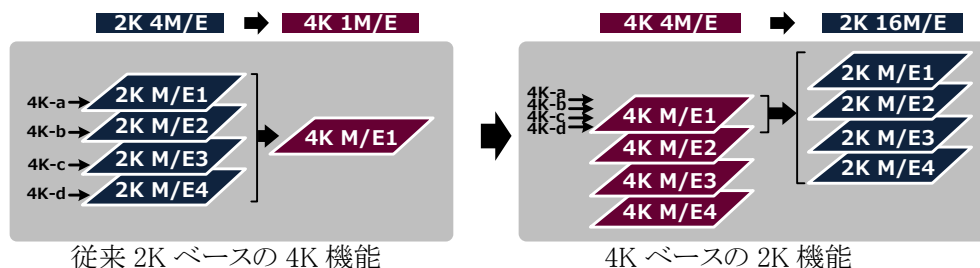 2K 4M/E
4K 1M/E
4K 4M/E
2K 16M/E
4K-a
4K-b
4K-c
4K-d
2K M/E1
2K M/E2
2K M/E3
2K M/E4
4K M/E1
4K-a
4K-b
4K-c
4K-d
4K M/E1
4K M/E2
4K M/E3
4K M/E4
2K M/E1
2K M/E2
2K M/E3
2K M/E4
従来 2K ベースの 4K 機能
4K ベースの 2K 機能